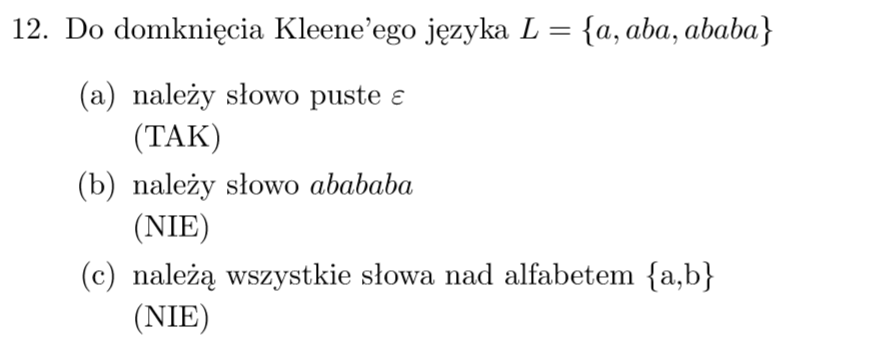 12. Do domknięcia Kleene'ego języka L = {a, aba, ababa}
(a) należy słowo puste ε
(TAK)
(b) należy słowo abababa
(NIE)
(c) należą wszystkie słowa nad alfabetem {a,b}
(NIE)